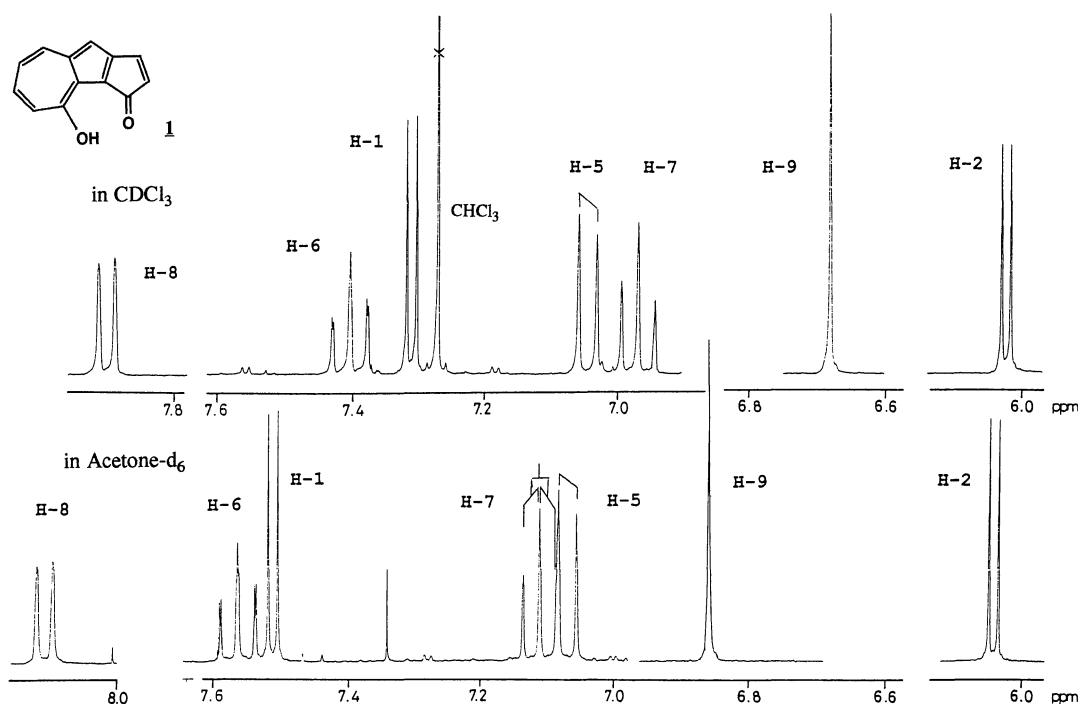 OH
O
1
in CDCl3
H-8
H-6
H-1
CHCl3
H-5
H-7
H-9
H-2
7.8
7.6
7.4
7.2
7.0
6.8
6.6
6.0
ppm
in Acetone-d6
H-8
H-6
H-1
H-7
H-5
H-9
H-2
8.0
7.6
7.4
7.2
7.0
6.8
6.6
6.0
ppm